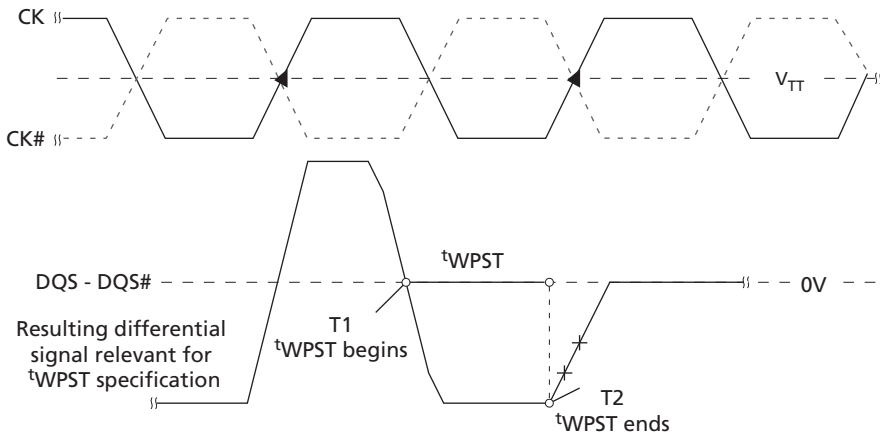 CK
V_TT
CK#
ᵗWPST
DQS - DQS#
0V
Resulting differential
signal relevant for
ᵗWPST specification
T1
ᵗWPST begins
T2
ᵗWPST ends